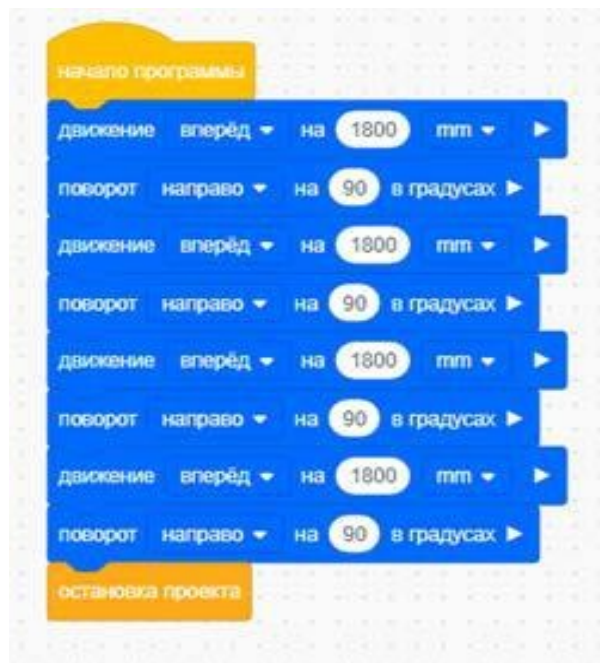 начало программы
движение вперёд на 1800 mm
поворот направо на 90 в градусах
движение вперёд на 1800 mm
поворот направо на 90 в градусах
движение вперёд на 1800 mm
поворот направо на 90 в градусах
движение вперёд на 1800 mm
поворот направо на 90 в градусах
остановка проекта